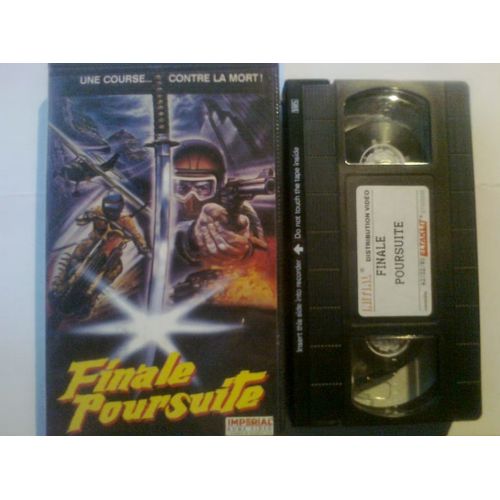 UNE COURSE... CONTRE LA MORT!
Finale
Poursuite
IMPERIAL
VHS
Do not touch the tape inside
Insert this side into recorder
DISTRIBUTION VIDEO
FINALE
POURSUITE